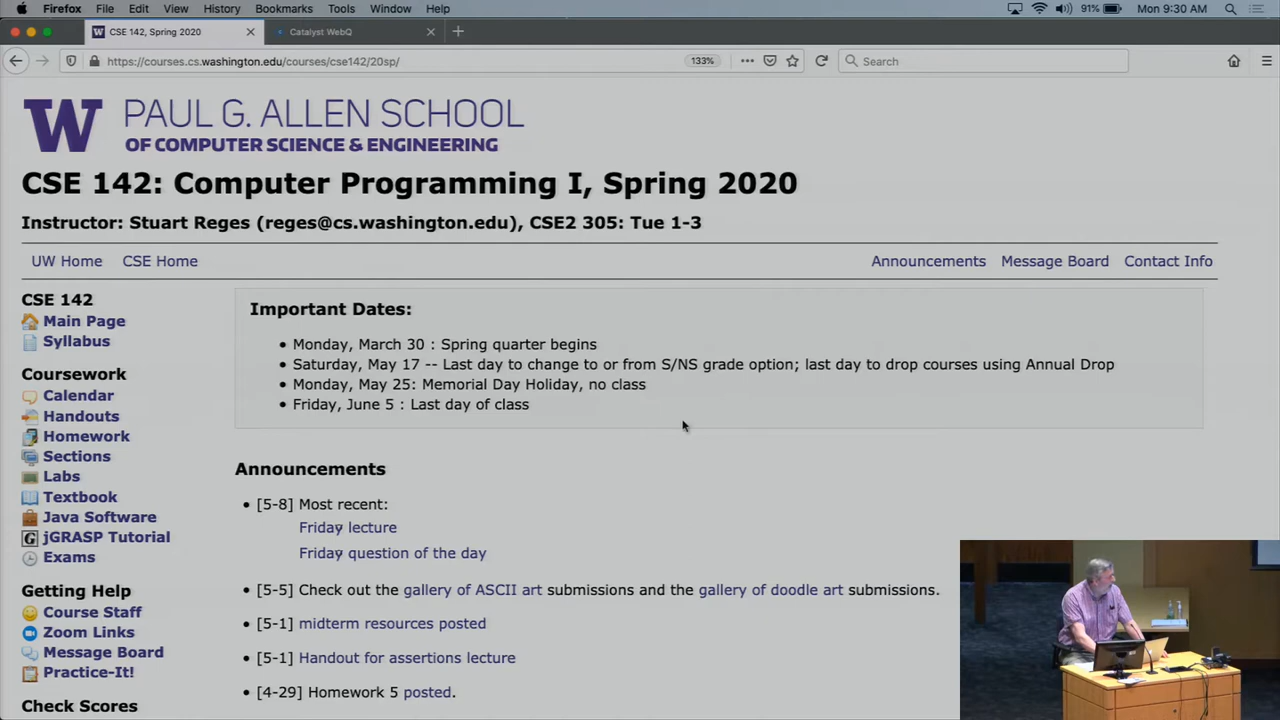 Firefox File Edit View History Bookmarks Tools Window Help 91% Mon 9:30 AM
CSE 142, Spring 2020 Catalyst WebQ
https://courses.cs.washington.edu/courses/cse142/20sp/ 133% Search
W PAUL G. ALLEN SCHOOL
OF COMPUTER SCIENCE & ENGINEERING
CSE 142: Computer Programming I, Spring 2020
Instructor: Stuart Reges (reges@cs.washington.edu), CSE2 305: Tue 1-3
UW Home CSE Home Announcements Message Board Contact Info
CSE 142
Main Page
Syllabus
Coursework
Calendar
Handouts
Homework
Sections
Labs
Textbook
Java Software
jGRASP Tutorial
Exams
Getting Help
Course Staff
Zoom Links
Message Board
Practice-It!
Check Scores
Important Dates:
• Monday, March 30 : Spring quarter begins
• Saturday, May 17 -- Last day to change to or from S/NS grade option; last day to drop courses using Annual Drop
• Monday, May 25: Memorial Day Holiday, no class
• Friday, June 5 : Last day of class
Announcements
• [5-8] Most recent:
Friday lecture
Friday question of the day
• [5-5] Check out the gallery of ASCII art submissions and the gallery of doodle art submissions.
• [5-1] midterm resources posted
• [5-1] Handout for assertions lecture
• [4-29] Homework 5 posted.